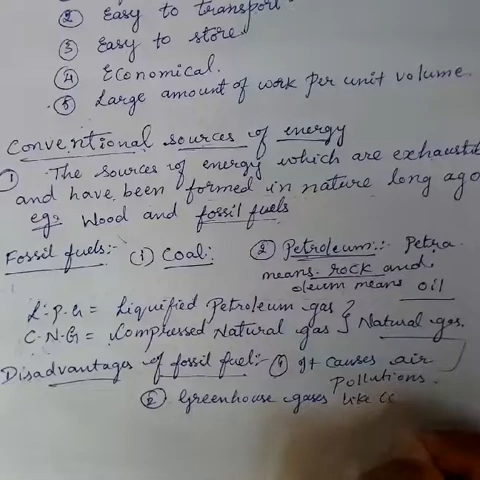 ② Easy to transport
③ Easy to store
④ Economical.
⑤ Large amount of work per unit volume.
Conventional sources of energy
① The sources of energy which are
and have been formed in nature long ago
eg:- Wood and fossil fuels
Fossil fuels:- (i) Coal: ② Petroleum:- Petra
means rock and
oleum means oil
L.P.G = Liquified Petroleum gas
C.N.G = Compressed Natural gas } Natural gas.
Disadvantages of fossil fuel:- ① It causes air
Pollutions.
② Greenhouse gases like